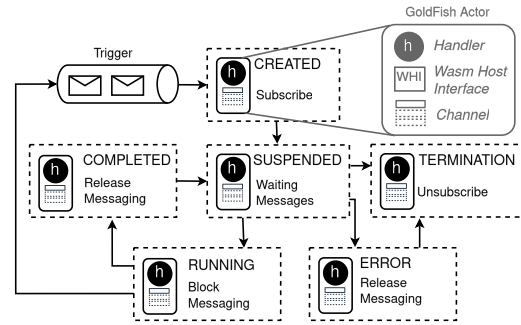 GoldFish Actor
Trigger
h
Handler
WHI
Wasm Host
Interface
Channel
h
CREATED
Subscribe
h
COMPLETED
Release
Messaging
h
SUSPENDED
Waiting
Messages
h
TERMINATION
Unsubscribe
h
RUNNING
Block
Messaging
h
ERROR
Release
Messaging